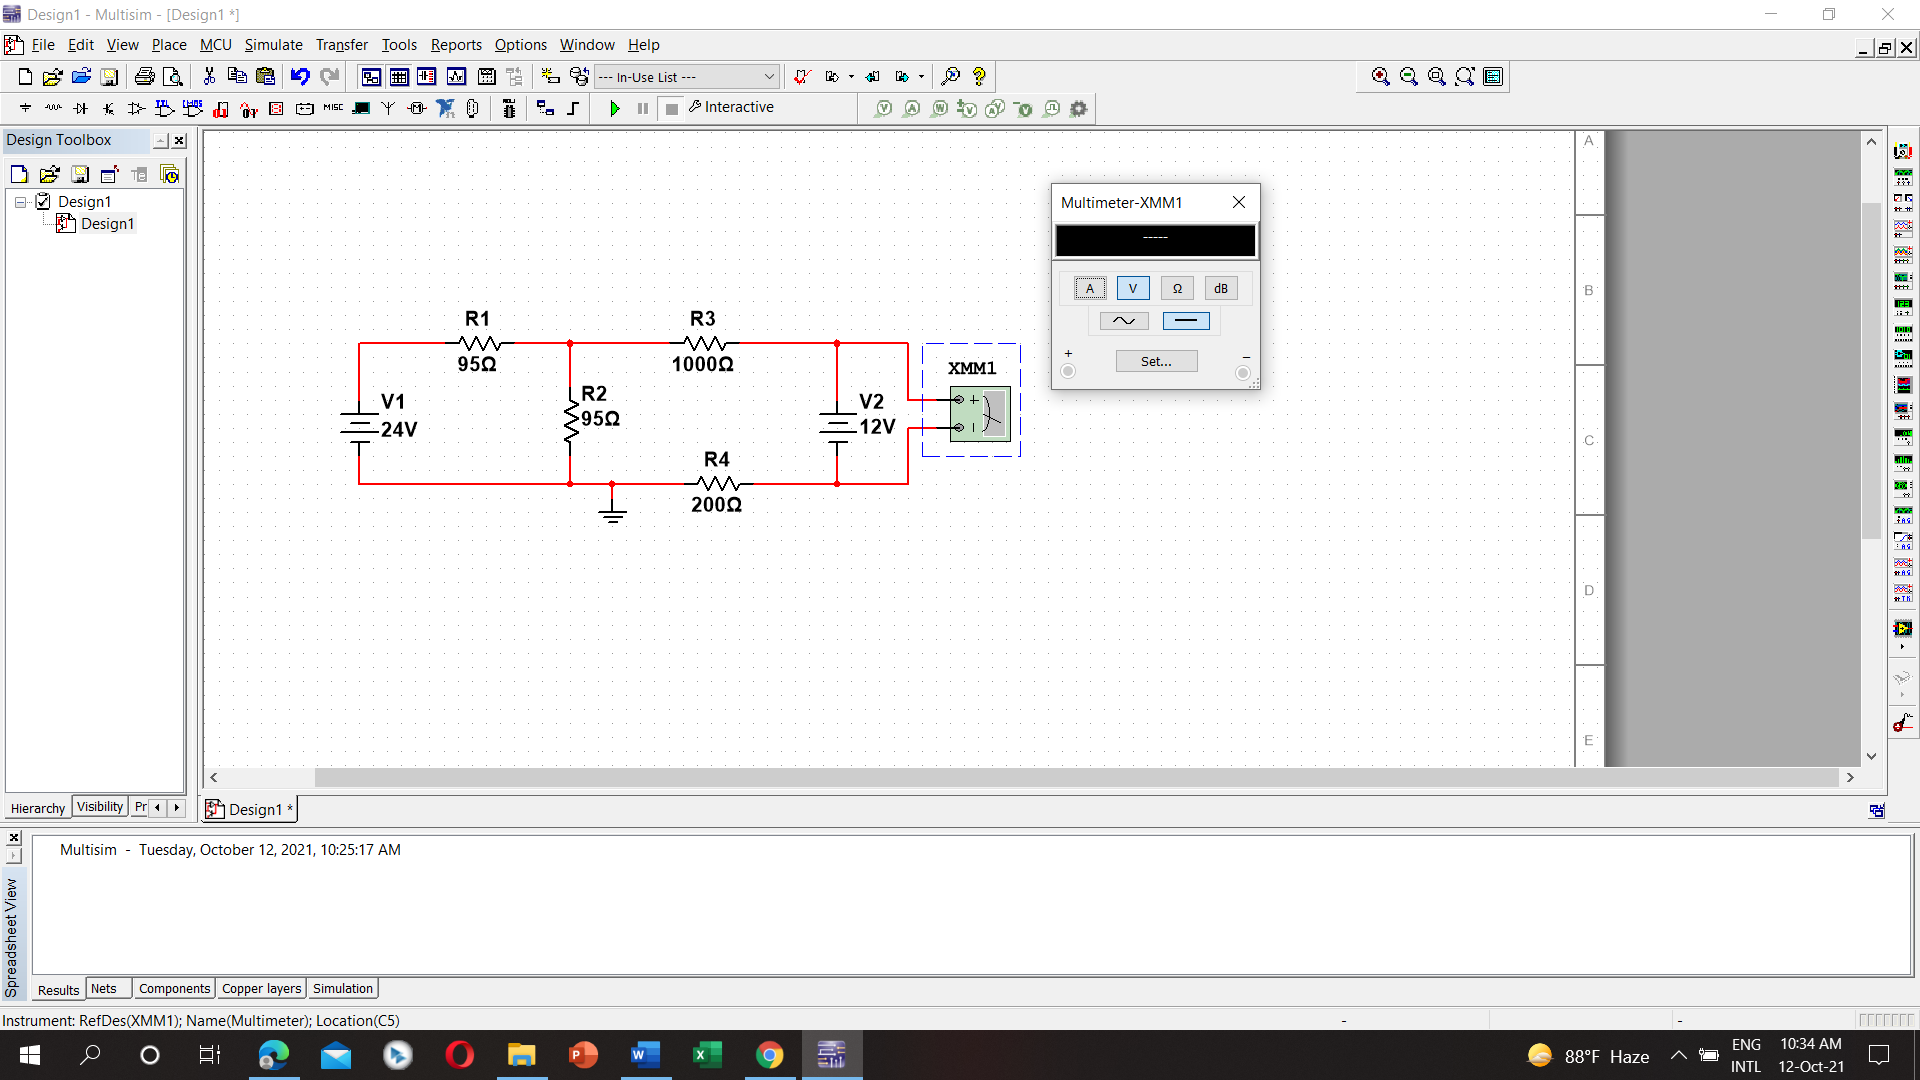 Design1 - Multisim - [Design1 *]
File Edit View Place MCU Simulate Transfer Tools Reports Options Window Help
--- In-Use List ---
MISC
Interactive
Design Toolbox
Design1
Design1
A
B
C
D
E
Multimeter-XMM1
-----
A V Ω dB
+ Set... –
R1
95Ω
R3
1000Ω
R2
95Ω
V1
24V
V2
12V
XMM1
R4
200Ω
Hierarchy Visibility Pr
Design1 *
Multisim - Tuesday, October 12, 2021, 10:25:17 AM
Spreadsheet View
Results Nets Components Copper layers Simulation
Instrument: RefDes(XMM1); Name(Multimeter); Location(C5) - -
88°F Haze
ENG
INTL
10:34 AM
12-Oct-21